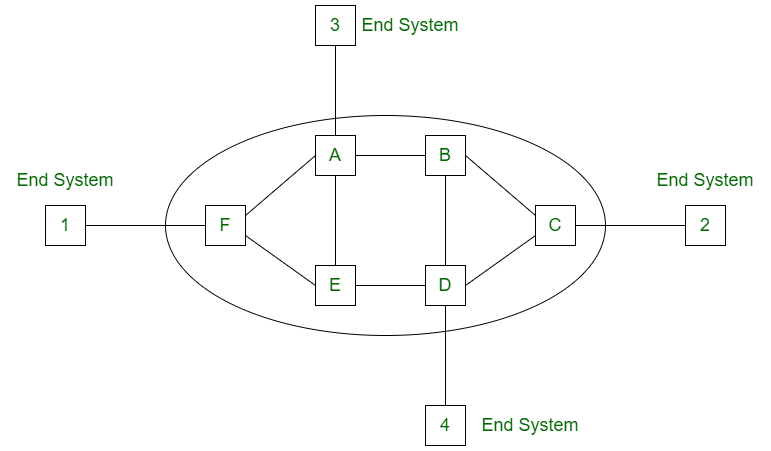 3 End System
A B
End System End System
1 F C 2
E D
4 End System